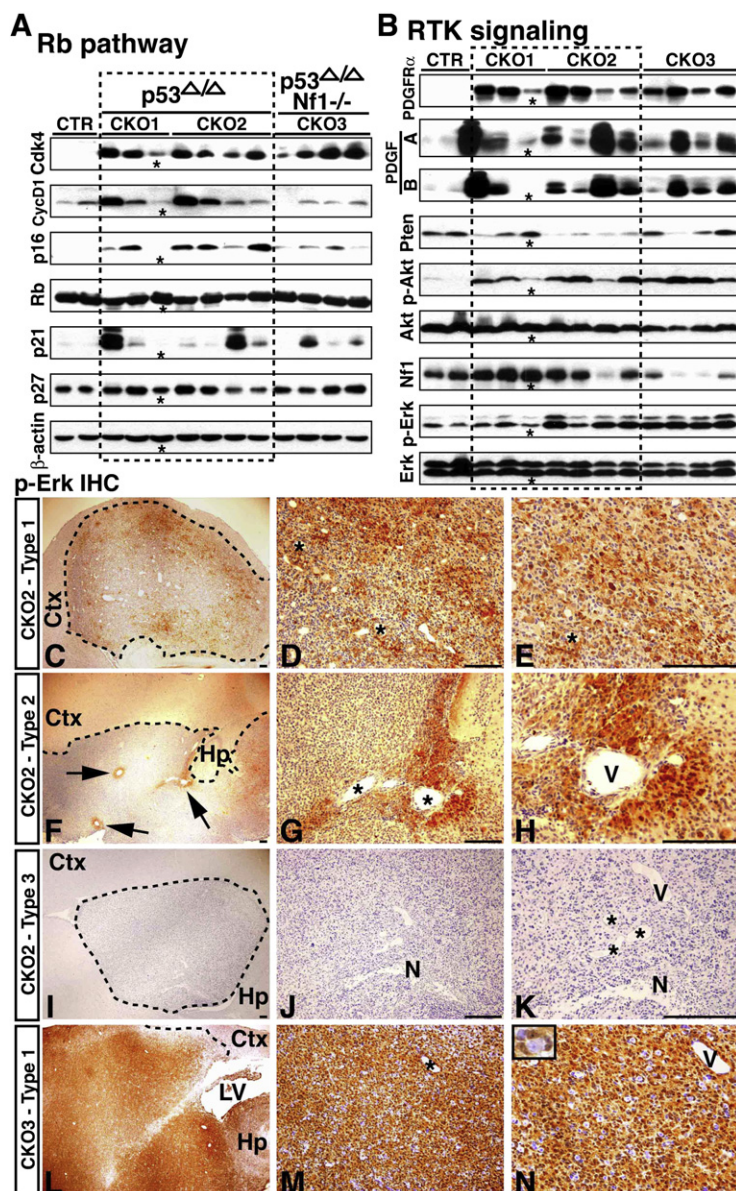 A Rb pathway
p53Δ/Δ
p53Δ/Δ
Nf1-/-
CTR CKO1 CKO2 CKO3
Cdk4
*
CycD1
*
p16
*
Rb
*
p21
*
p27
*
β-actin
*
B RTK signaling
CTR CKO1 CKO2 CKO3
PDGFRα
*
PDGF
A
*
B
*
Pten
*
p-Akt
*
Akt
*
Nf1
*
p-Erk
*
Erk
*
p-Erk IHC
CKO2 - Type 1
Ctx
C
*
*
D
*
E
CKO2 - Type 2
Ctx
Hp
F
* *
G
V
H
CKO2 - Type 3
Ctx
Hp
I
N
J
V
* * *
N
K
CKO3 - Type 1
Ctx
LV
Hp
L
*
M
V
N